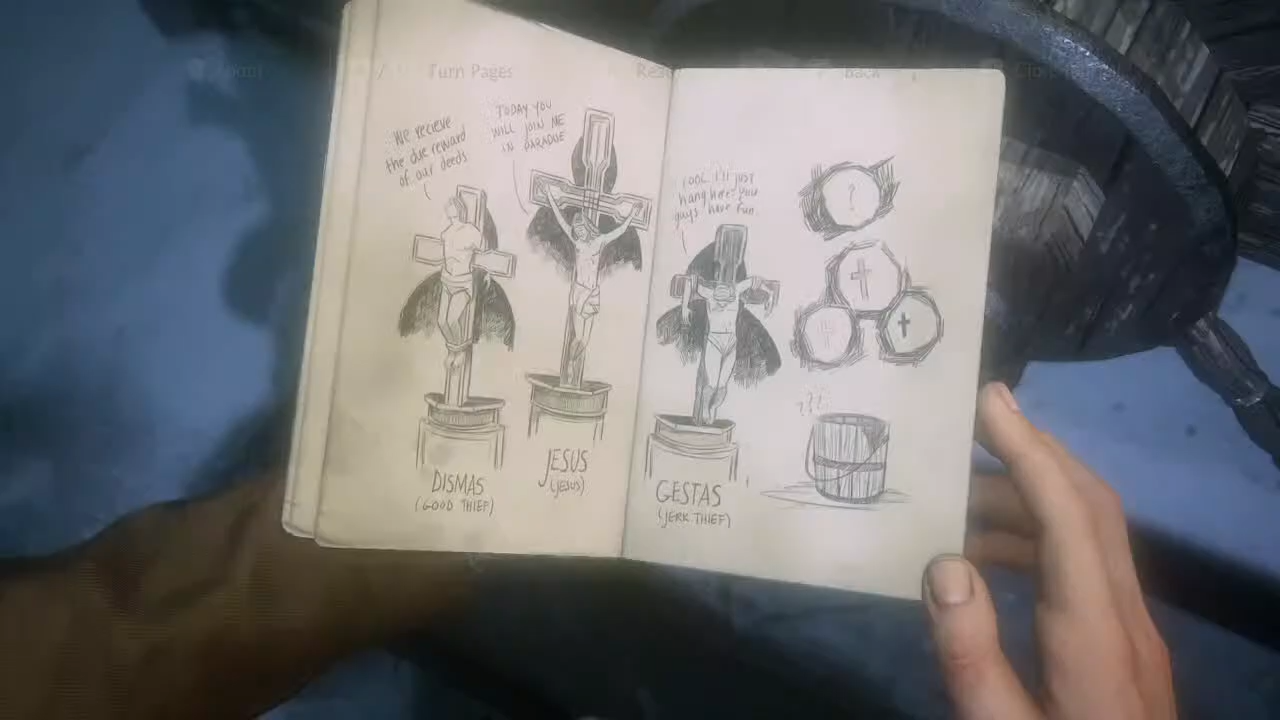 Turn Pages
back
We recieve
the due reward
of our deeds
TODAY YOU
WILL JOIN ME
IN PARADISE
LOOK I'll just
hang here you
guys have fun.
?
???
DISMAS
(GOOD THIEF)
JESUS
(JESUS)
GESTAS
(JERK THIEF)